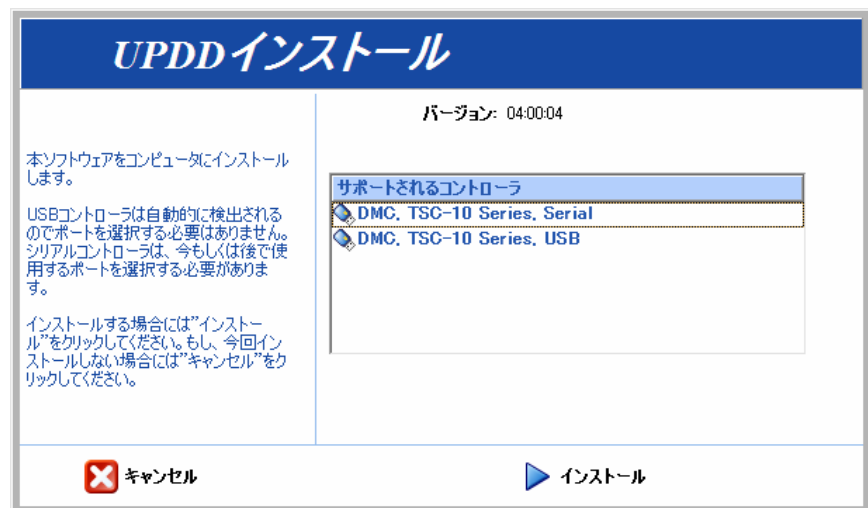 UPDDインストール
バージョン: 04:00:04
本ソフトウェアをコンピュータにインストール
します。
USBコントローラは自動的に検出される
のでポートを選択する必要はありません。
シリアルコントローラは、今もしくは後で使
用するポートを選択する必要がありま
す。
インストールする場合には"インストー
ル"をクリックしてください。もし、今回イン
ストールしない場合には"キャンセル"をク
リックしてください。
サポートされるコントローラ
DMC, TSC-10 Series, Serial
DMC, TSC-10 Series, USB
キャンセル
インストール